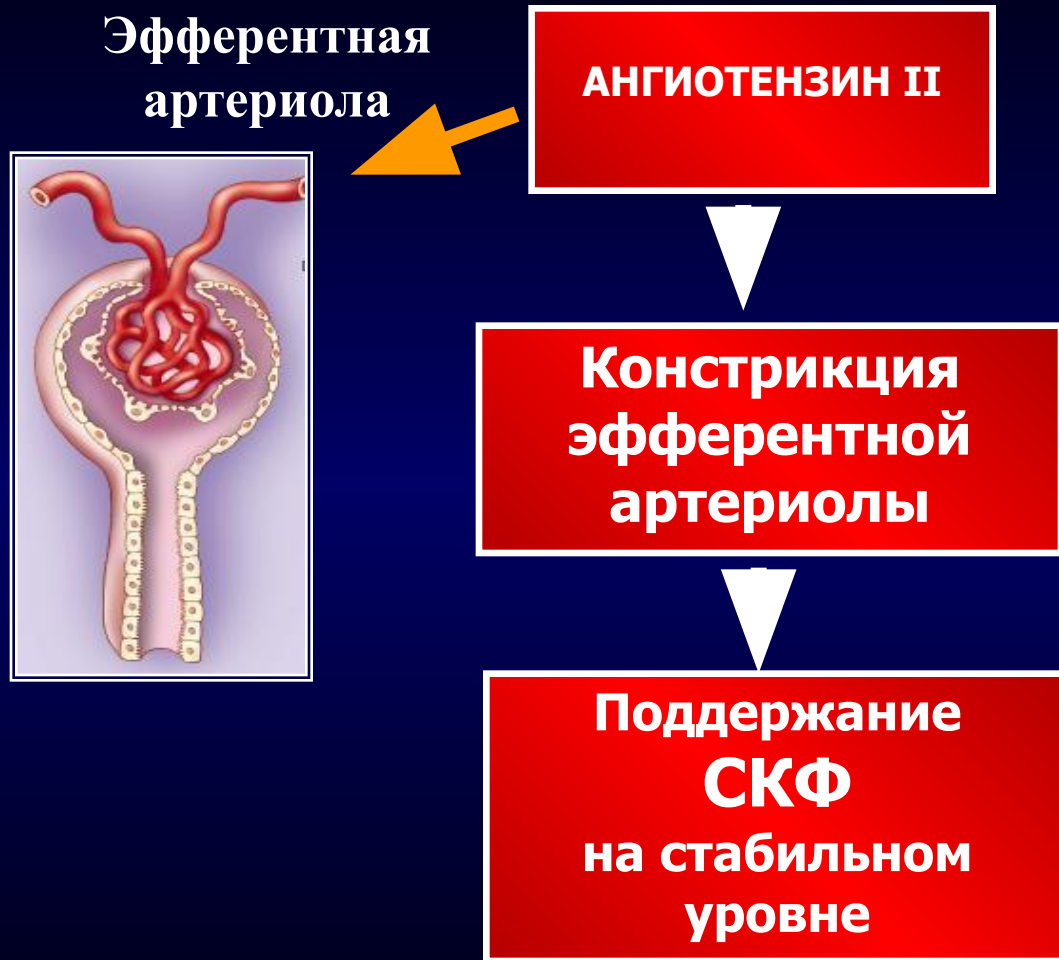 Эфферентная
артериола
АНГИОТЕНЗИН II
Констрикция
эфферентной
артериолы
Поддержание
СКФ
на стабильном
уровне